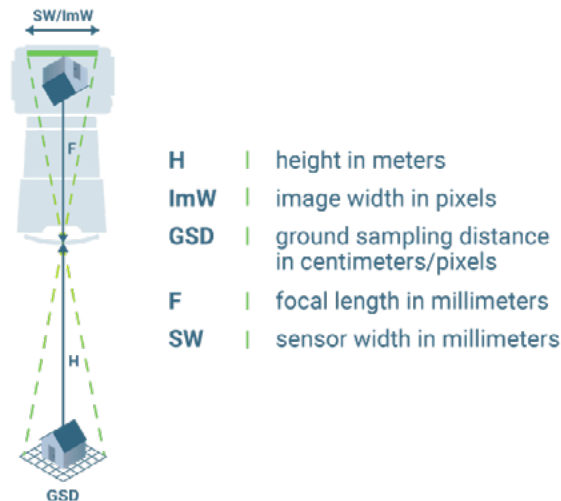 SW/ImW
F
H
GSD
H | height in meters
ImW | image width in pixels
GSD | ground sampling distance
in centimeters/pixels
F | focal length in millimeters
SW | sensor width in millimeters